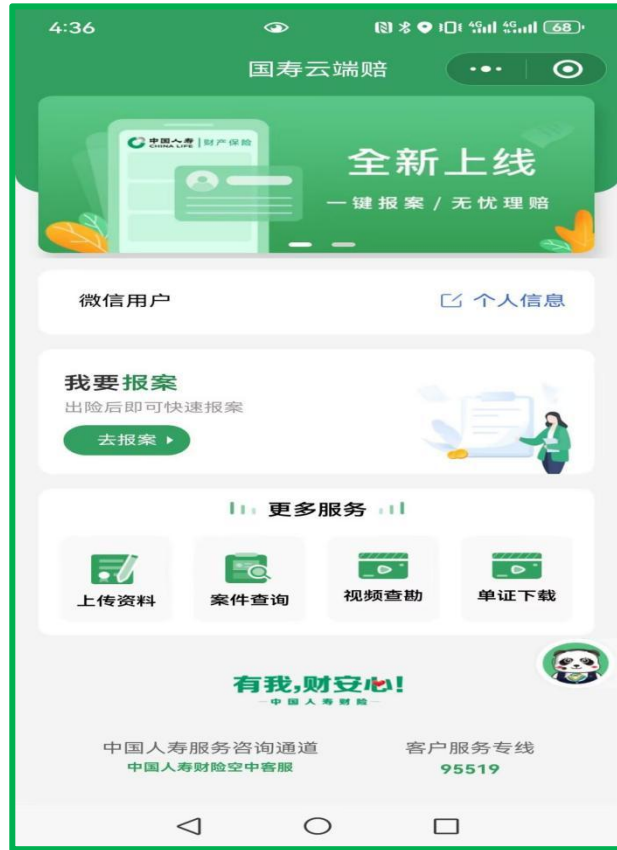 4:36
4G 4G 68
国寿云端赔
中国人寿 财产保险
CHINA LIFE
全新上线
一键报案/无忧理赔
微信用户
个人信息
我要报案
出险后即可快速报案
去报案
更多服务
上传资料 案件查询 视频查勘 单证下载
有我,财安心!
中国人寿财险
中国人寿服务咨询通道 客户服务专线
中国人寿财险空中客服 95519